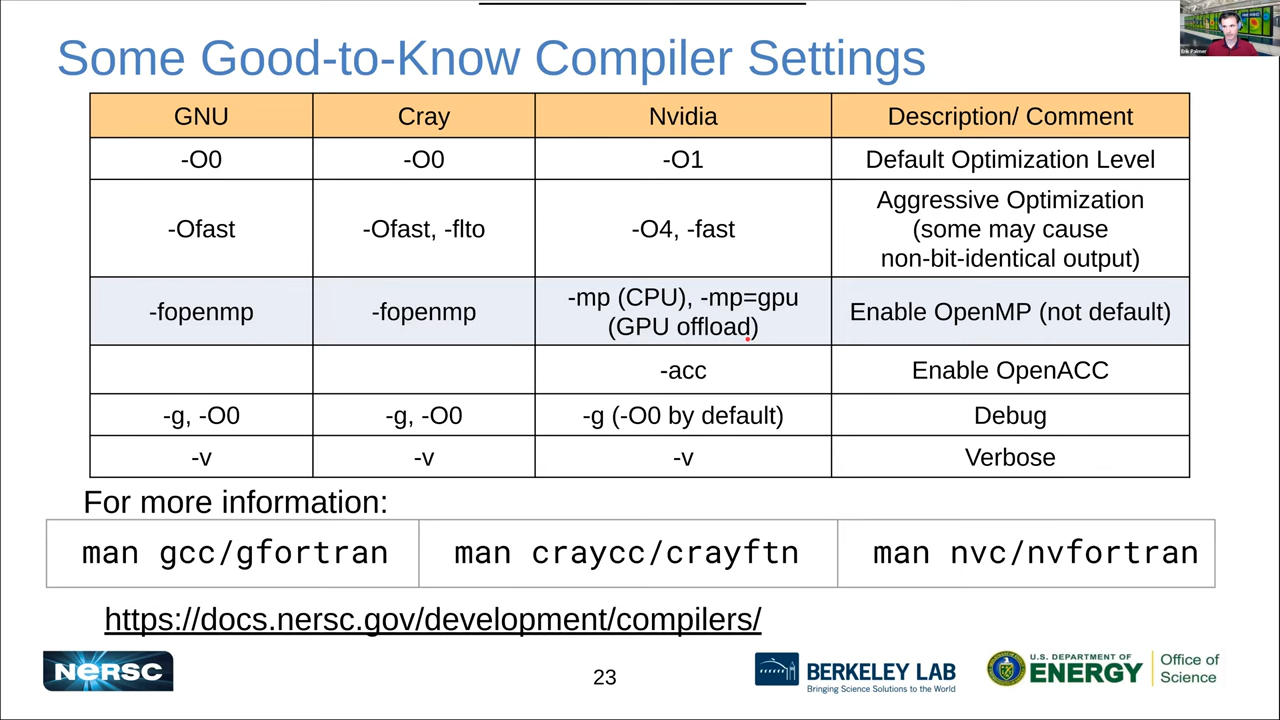 Some Good-to-Know Compiler Settings
GNU Cray Nvidia Description/ Comment
-O0 -O0 -O1 Default Optimization Level
-Ofast -Ofast, -flto -O4, -fast Aggressive Optimization
(some may cause
non-bit-identical output)
-fopenmp -fopenmp -mp (CPU), -mp=gpu
(GPU offload) Enable OpenMP (not default)
-acc Enable OpenACC
-g, -O0 -g, -O0 -g (-O0 by default) Debug
-v -v -v Verbose
For more information:
man gcc/gfortran man craycc/crayftn man nvc/nvfortran
https://docs.nersc.gov/development/compilers/
NERSC
23
BERKELEY LAB
Bringing Science Solutions to the World
U.S. DEPARTMENT OF
ENERGY
Office of
Science
Erik Palmer